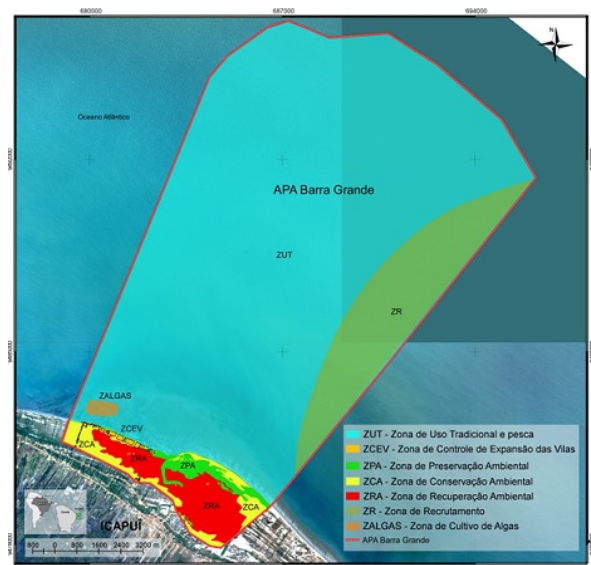 680000
687000
694000
N
Oceano Atlântico
APA Barra Grande
ZUT
ZR
ZALGAS
ZCEV
ZCA
ZRA
ZPA
ZRA
ZCA
ICAPUÍ
800 0 800 1600 2400 3200 m
ZUT - Zona de Uso Tradicional e pesca
ZCEV - Zona de Controle de Expansão das Vilas
ZPA - Zona de Preservação Ambiental
ZCA - Zona de Conservação Ambiental
ZRA - Zona de Recuperação Ambiental
ZR - Zona de Recrutamento
ZALGAS - Zona de Cultivo de Algas
APA Barra Grande